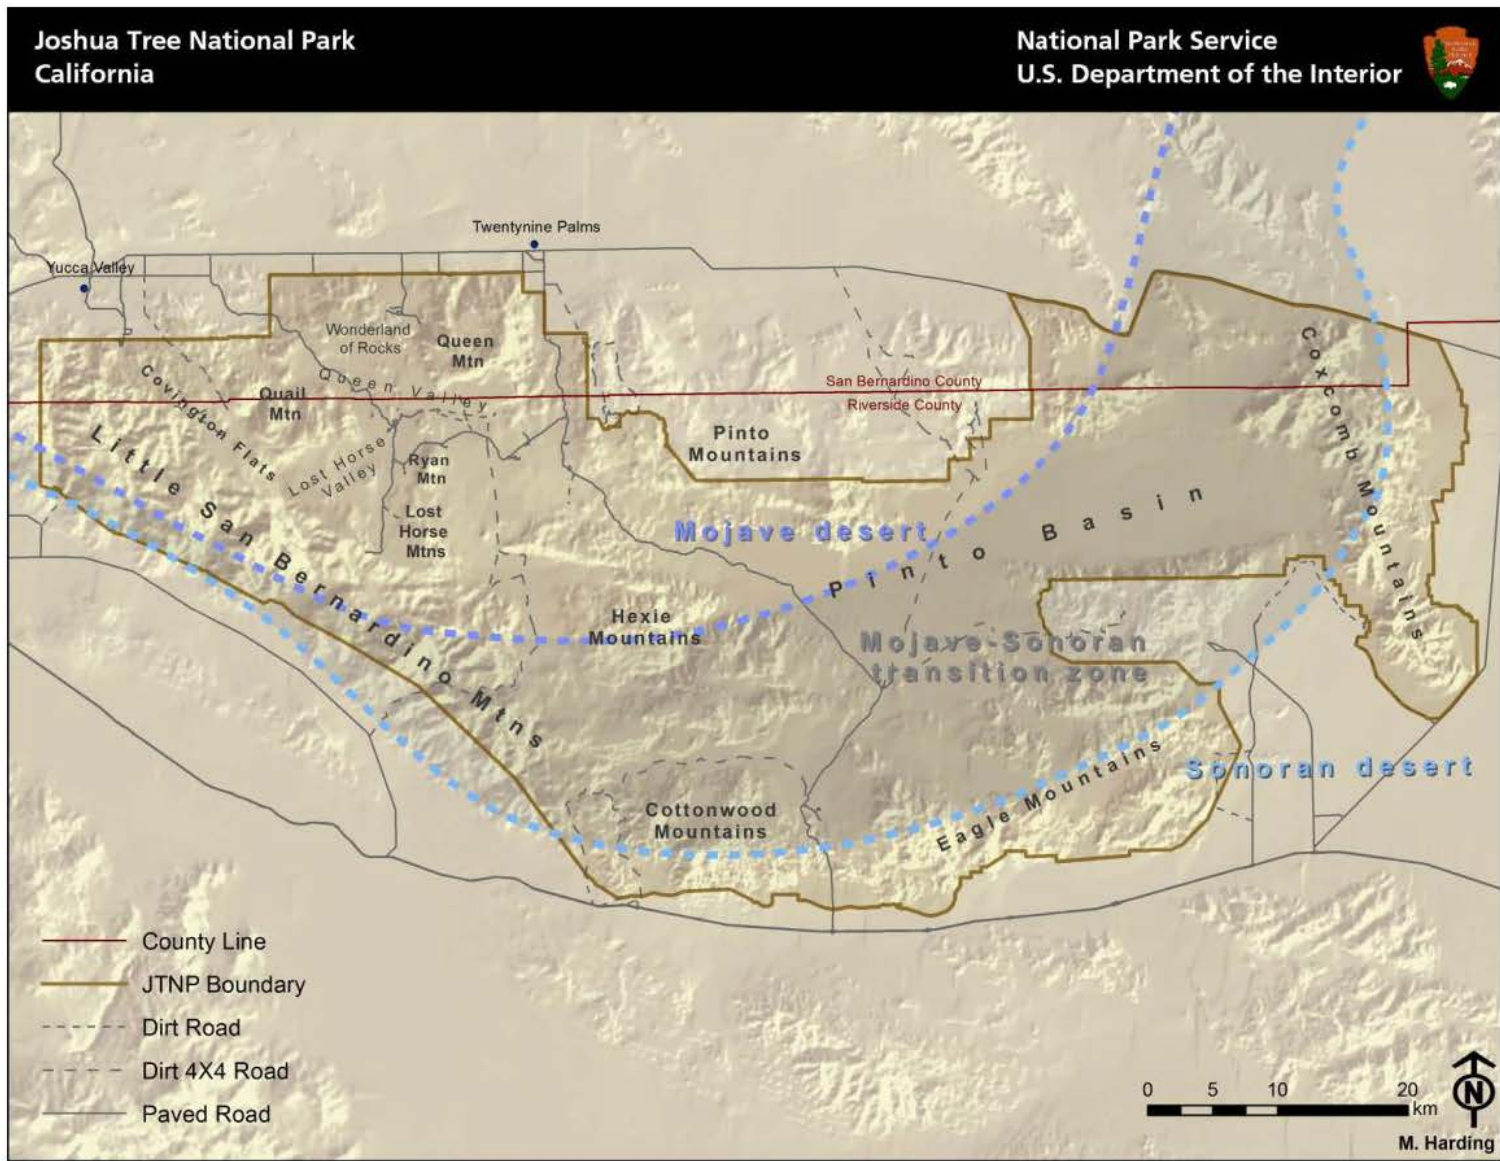 Joshua Tree National Park
California
National Park Service
U.S. Department of the Interior
Twentynine Palms
Yucca Valley
Wonderland
of Rocks
Queen
Mtn
Queen Valley
Covington Flats
Quail
Mtn
San Bernardino County
Riverside County
Coxcomb Mountains
Little San Bernardino Mtns
Lost Horse
Valley
Ryan
Mtn
Pinto
Mountains
Lost
Horse
Mtns
Mojave desert
Pinto Basin
Hexie
Mountains
Mojave-Sonoran
transition zone
Sonoran desert
Eagle Mountains
Cottonwood
Mountains
County Line
JTNP Boundary
Dirt Road
Dirt 4X4 Road
Paved Road
0 5 10 20
km
N
M. Harding